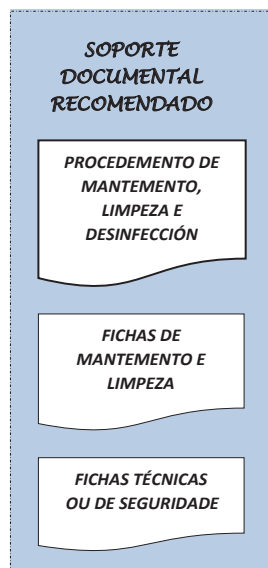 SOPORTE
DOCUMENTAL
RECOMENDADO
PROCEDEMENTO DE
MANTEMENTO,
LIMPEZA E
DESINFECCIÓN
FICHAS DE
MANTEMENTO E
LIMPEZA
FICHAS TÉCNICAS
OU DE SEGURIDADE